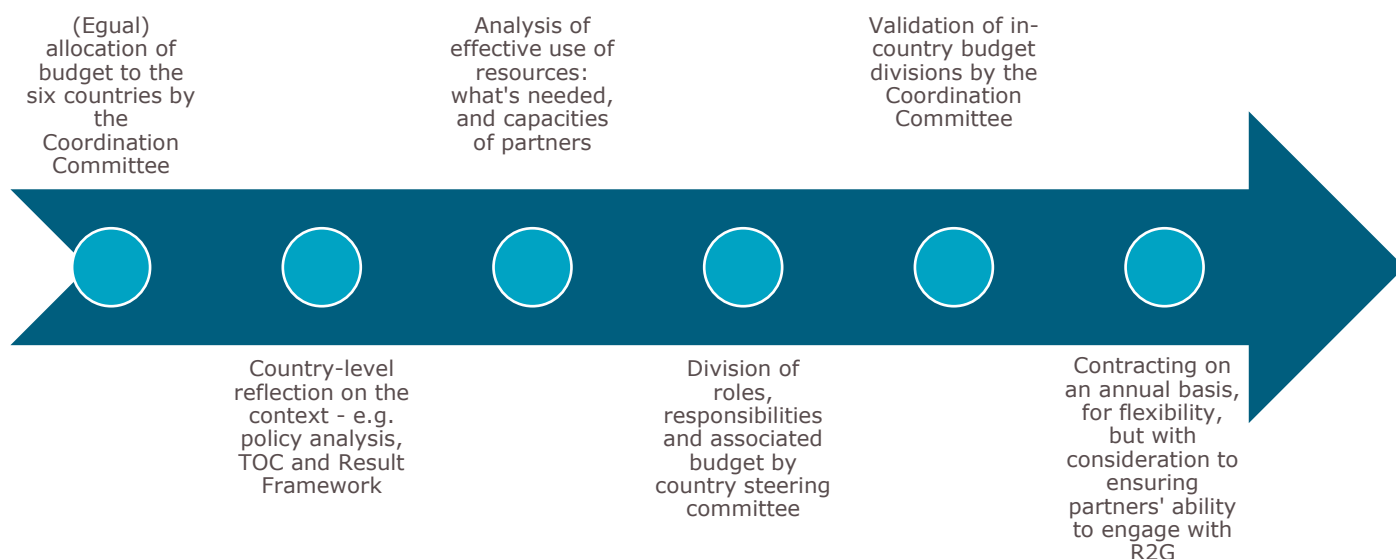 (Egual)
allocation of
budget to the
six countries by
the
Coordination
Committee
Country-level
reflection on the
context - e.g.
policy analysis,
TOC and Result
Framework
Analysis of
effective use of
resources:
what's needed,
and capacities
of partners
Division of
roles,
responsibilities
and associated
budget by
country steering
committee
Validation of in-
country budget
divisions by the
Coordination
Committee
Contracting on
an annual basis,
for flexibility,
but with
consideration to
ensuring
partners' ability
to engage with
R2G